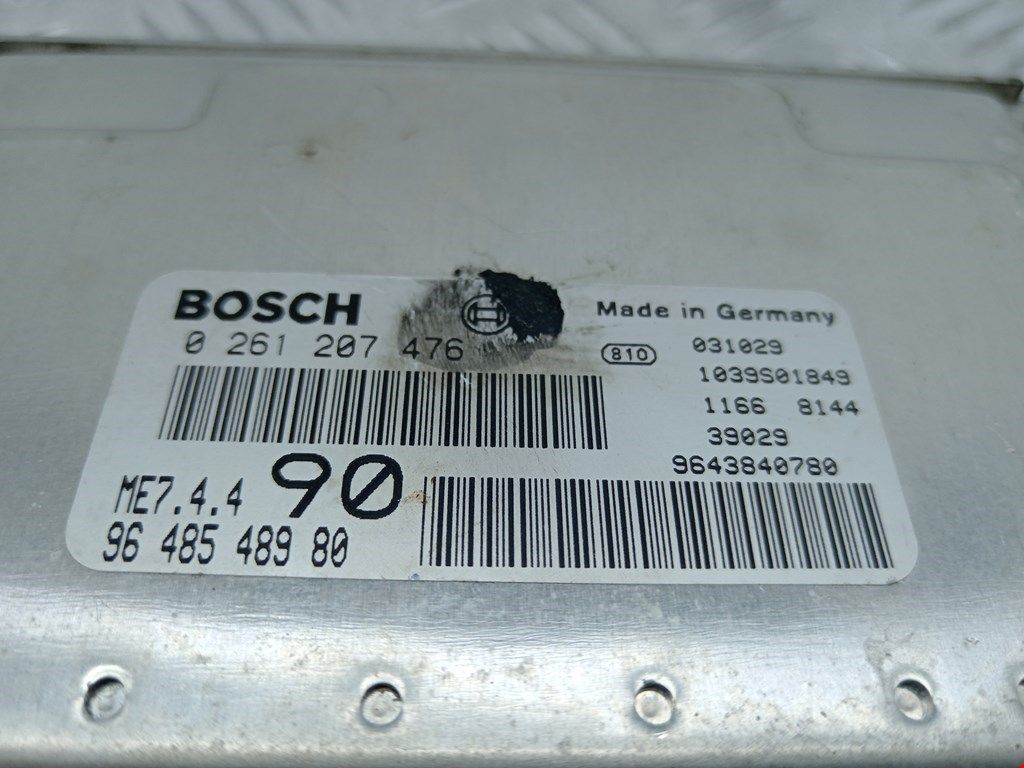 BOSCH
Made in Germany
0 261 207 476
810
031029
1039S01849
1166 8144
39029
9643840780
ME7.4.4
90
96 485 489 80